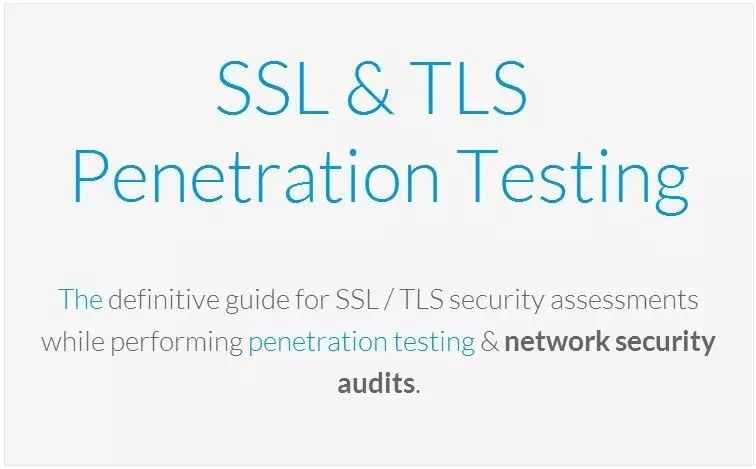 SSL & TLS
Penetration Testing
The definitive guide for SSL / TLS security assessments
while performing penetration testing & network security
audits.